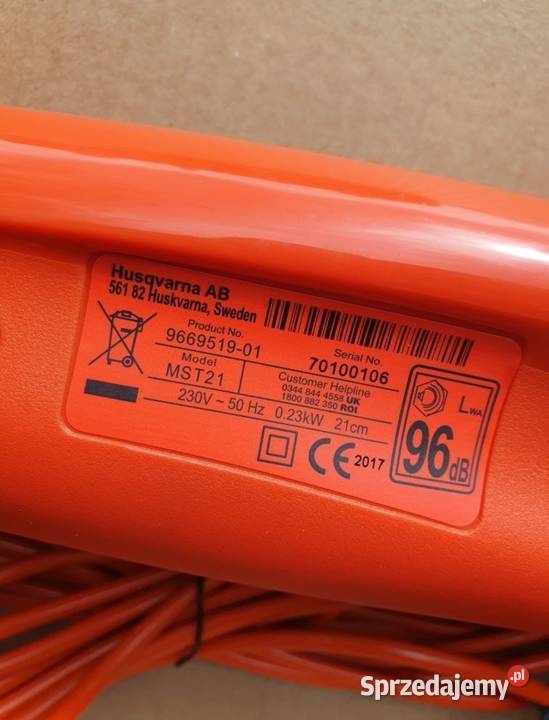 Husqvarna AB
561 82 Huskvarna, Sweden
Product No.
9669519-01
Serial No.
70100106
Model
MST21
Customer Helpline
0344 844 4558 UK
1800 882 350 ROI
230V ~ 50 Hz 0.23kW 21cm
CE 2017
LWA
96dB
Sprzedajemy.pl